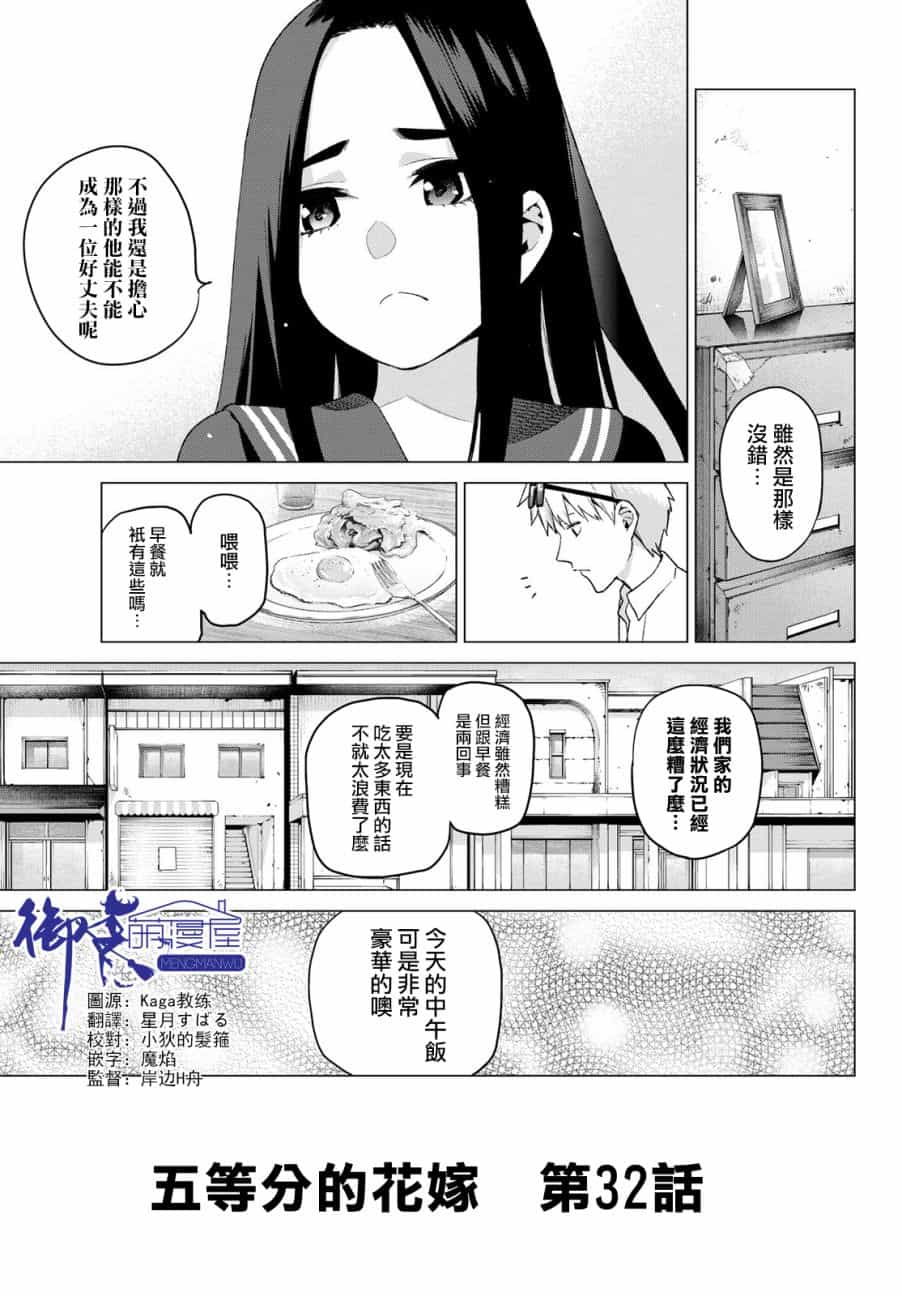 雖然是那樣
沒錯…
不過我還是擔心
那樣的他能不能
成為一位好丈夫呢
喂喂…
早餐就
祇有這些嗎…
我們家的
經濟狀況已經
這麼糟了麼…
經濟雖然糟糕
但跟早餐
是兩回事
要是現在
吃太多東西的話
不就太浪費了麼
今天的中午飯
可是非常
豪華的噢
萌漫屋
MENGMANWU
圖源：Kaga教练
翻譯：星月すばる
校對：小狄的髮箍
嵌字：魔焰
監督：岸边H舟
五等分的花嫁 第32話